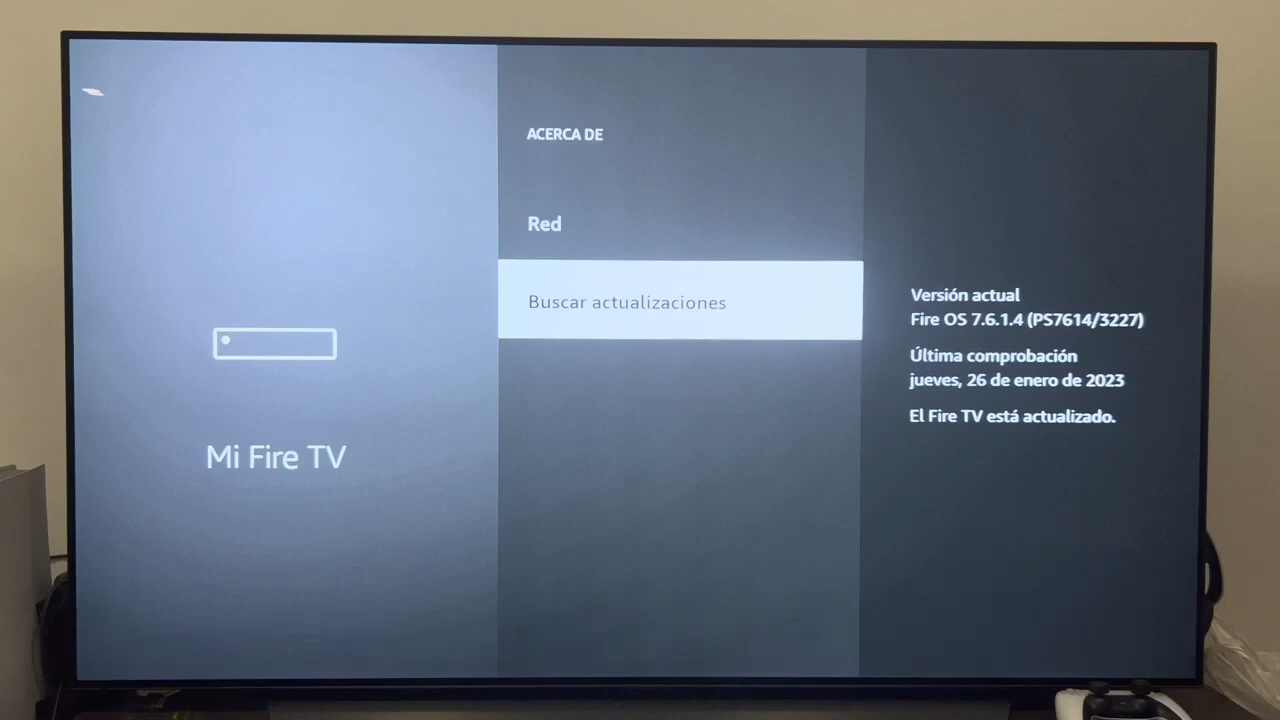 ACERCA DE
Red
Buscar actualizaciones
Mi Fire TV
Versión actual
Fire OS 7.6.1.4 (PS7614/3227)
Última comprobación
jueves, 26 de enero de 2023
El Fire TV está actualizado.